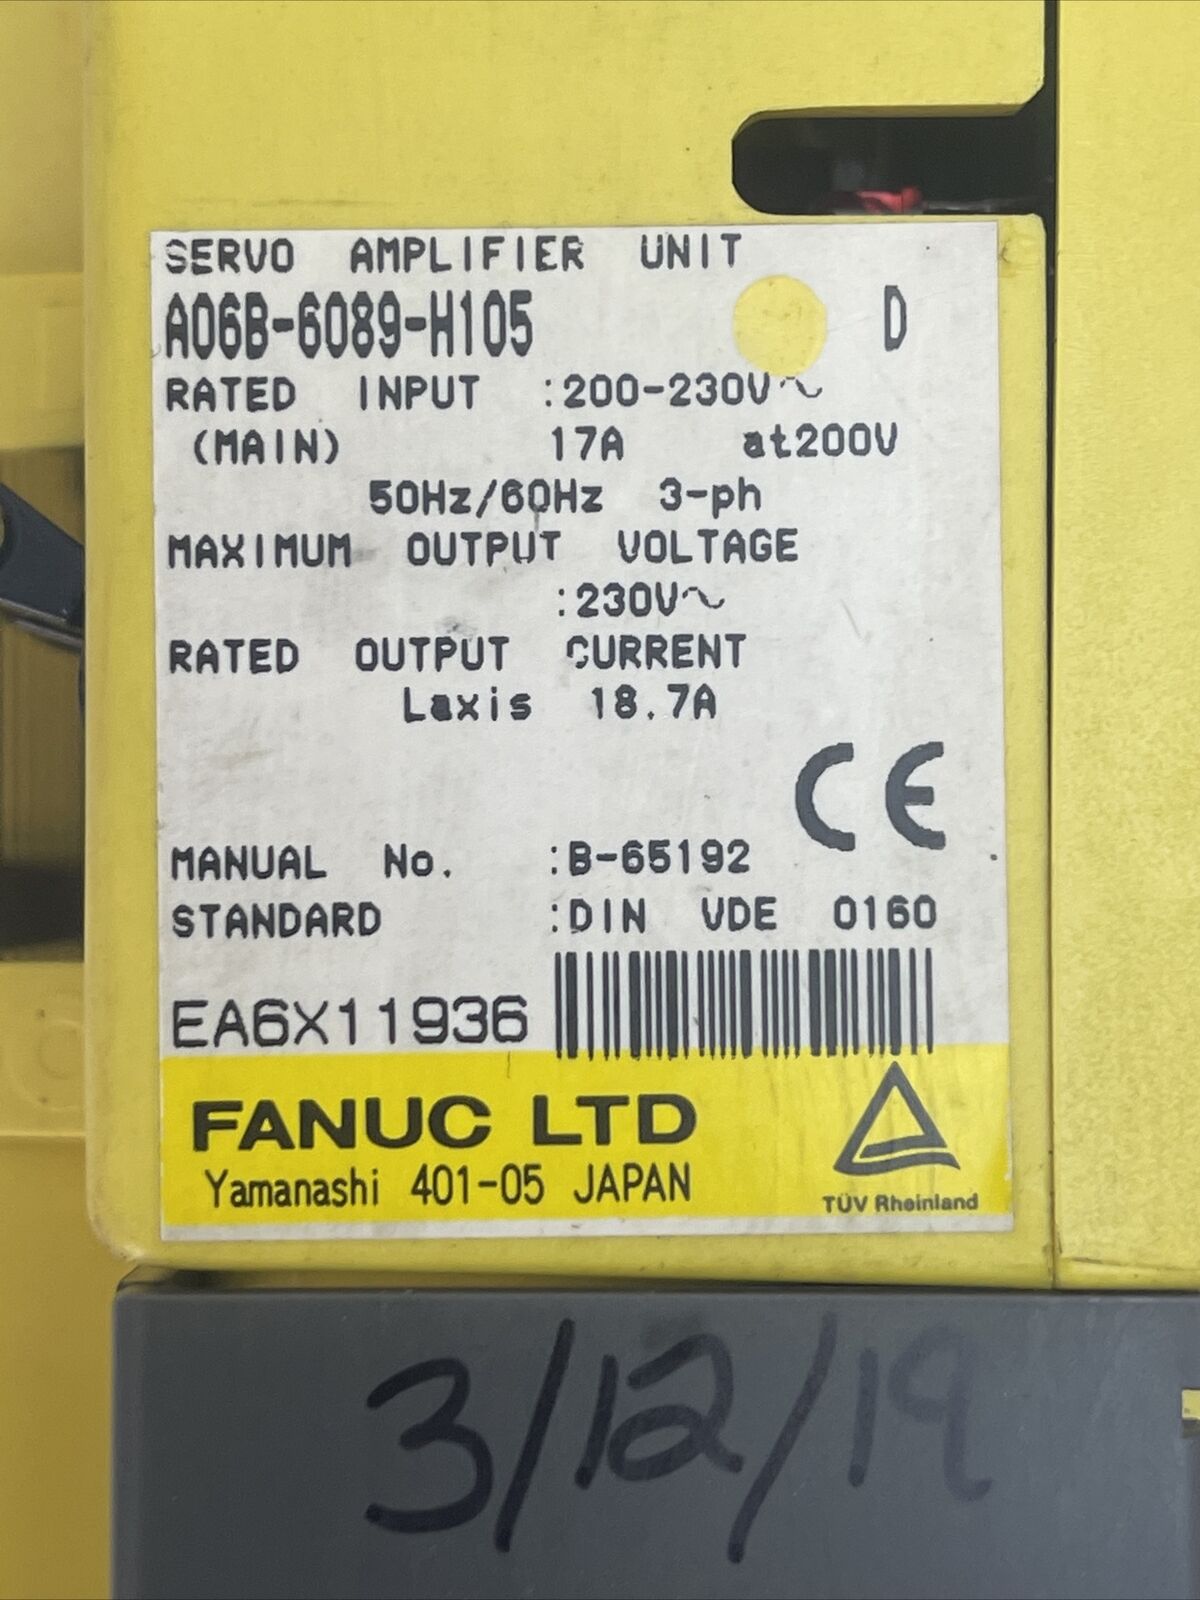 SERVO AMPLIFIER UNIT
A06B-6089-H105 D
RATED INPUT :200-230V~
(MAIN) 17A at200V
50Hz/60Hz 3-ph
MAXIMUM OUTPUT VOLTAGE
:230V~
RATED OUTPUT CURRENT
Laxis 18.7A
CE
MANUAL No. :B-65192
STANDARD :DIN VDE 0160
EA6X11936
FANUC LTD
Yamanashi 401-05 JAPAN
TÜV Rheinland
3/12/19